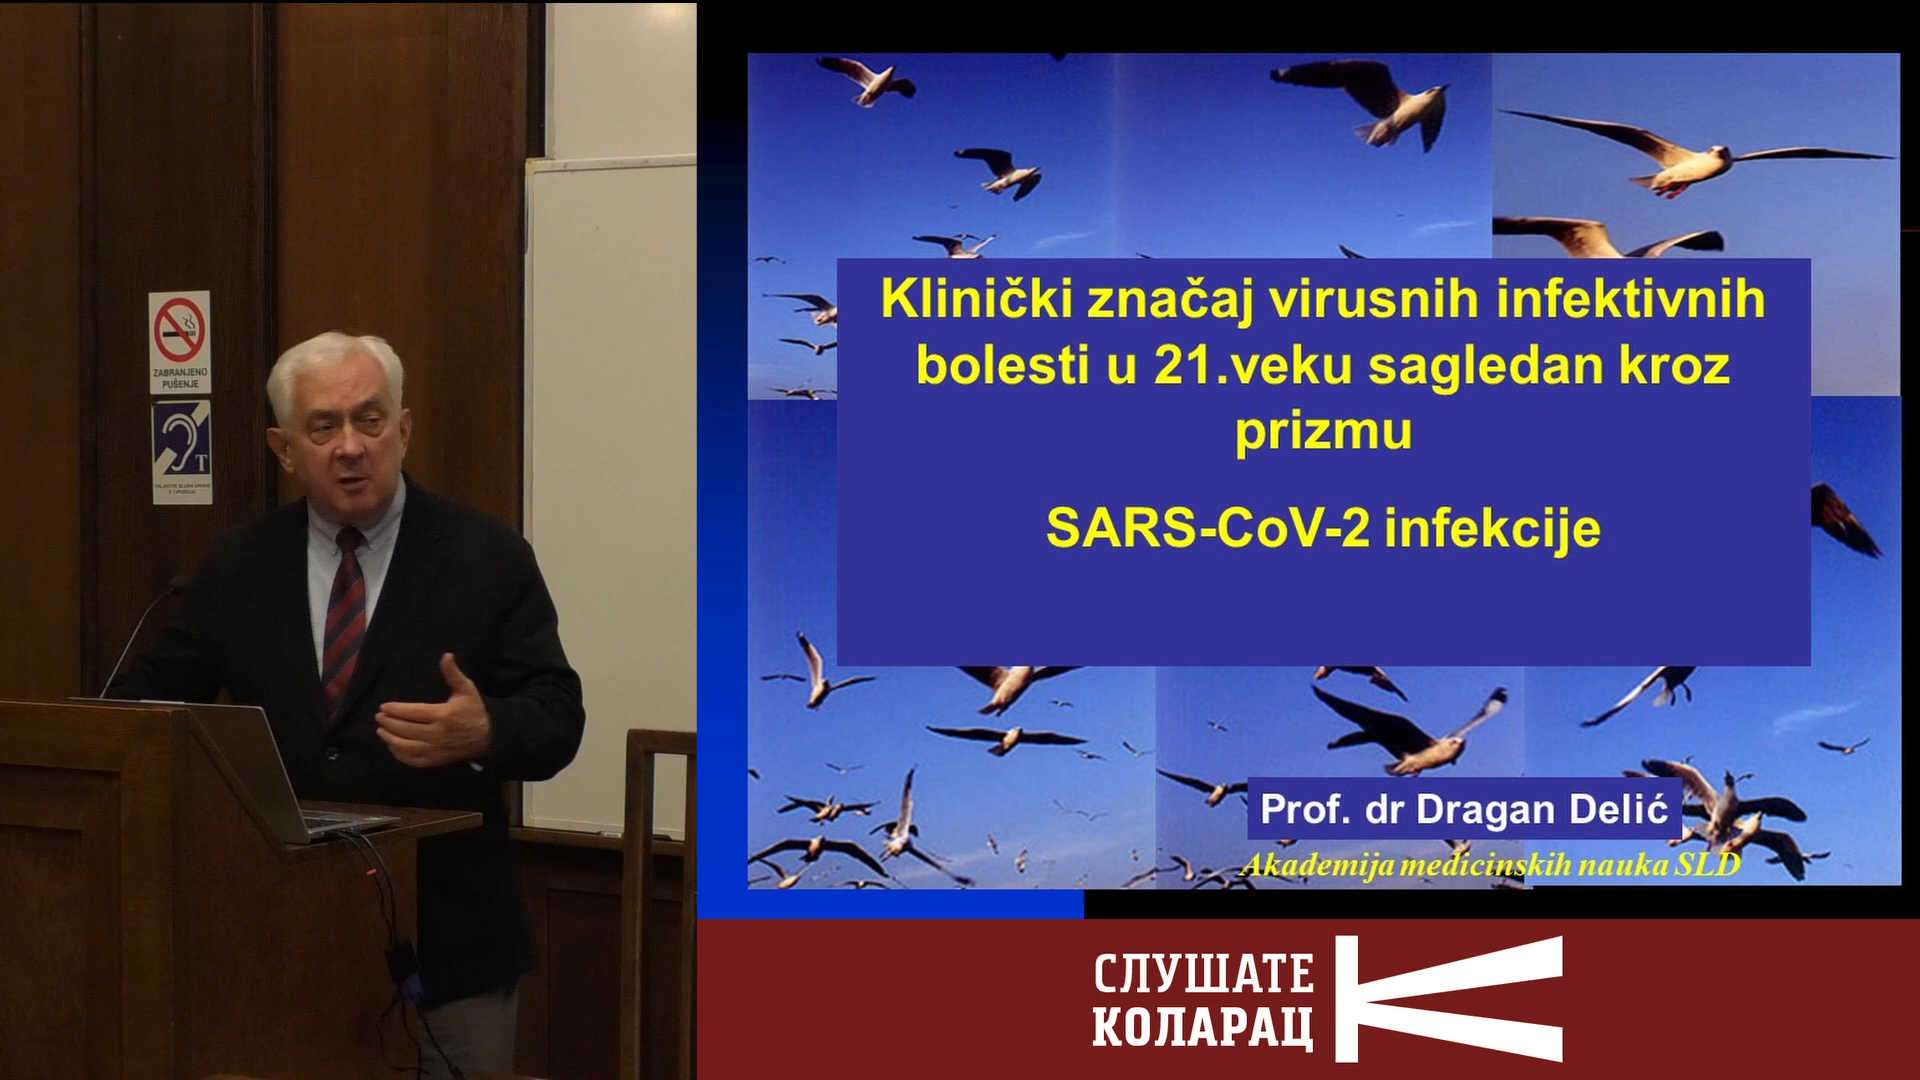 ZABRANJENO
PUŠENJE
T
Klinički značaj virusnih infektivnih
bolesti u 21.veku sagledan kroz
prizmu
SARS-CoV-2 infekcije
Prof. dr Dragan Delić
Akademija medicinskih nauka SLD
СЛУШАТЕ
КОЛАРАЦ